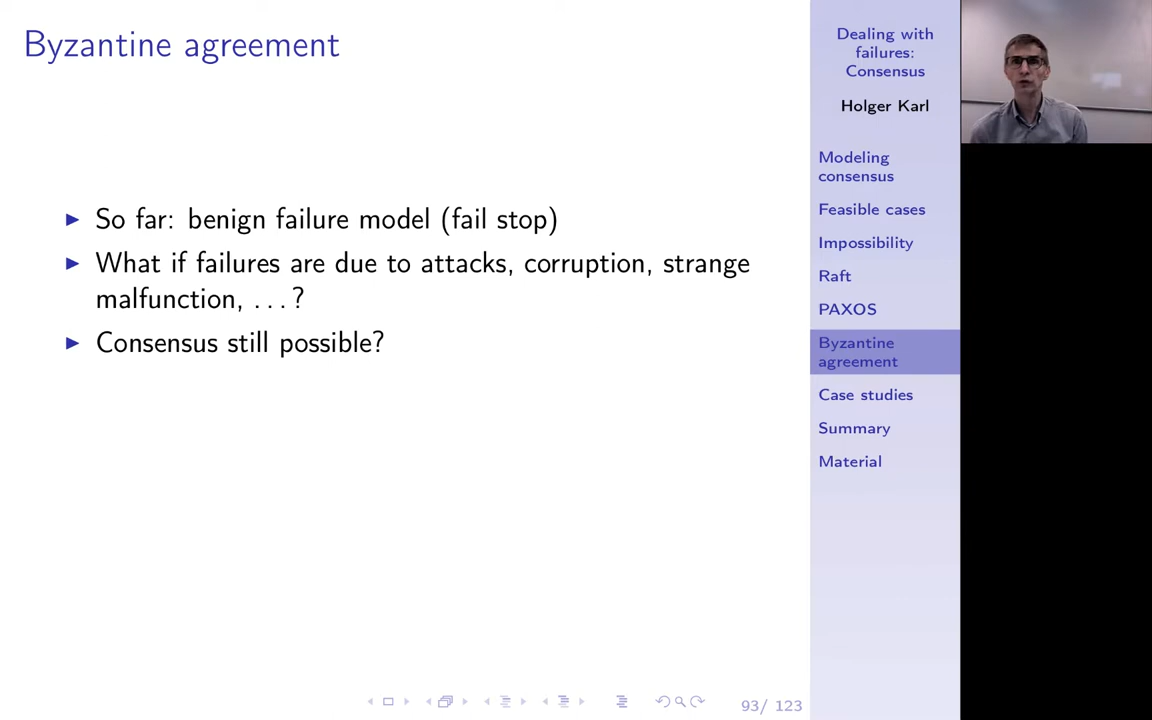 Byzantine agreement
▶ So far: benign failure model (fail stop)
▶ What if failures are due to attacks, corruption, strange
malfunction, . . . ?
▶ Consensus still possible?
93/ 123
Dealing with
failures:
Consensus
Holger Karl
Modeling
consensus
Feasible cases
Impossibility
Raft
PAXOS
Byzantine
agreement
Case studies
Summary
Material